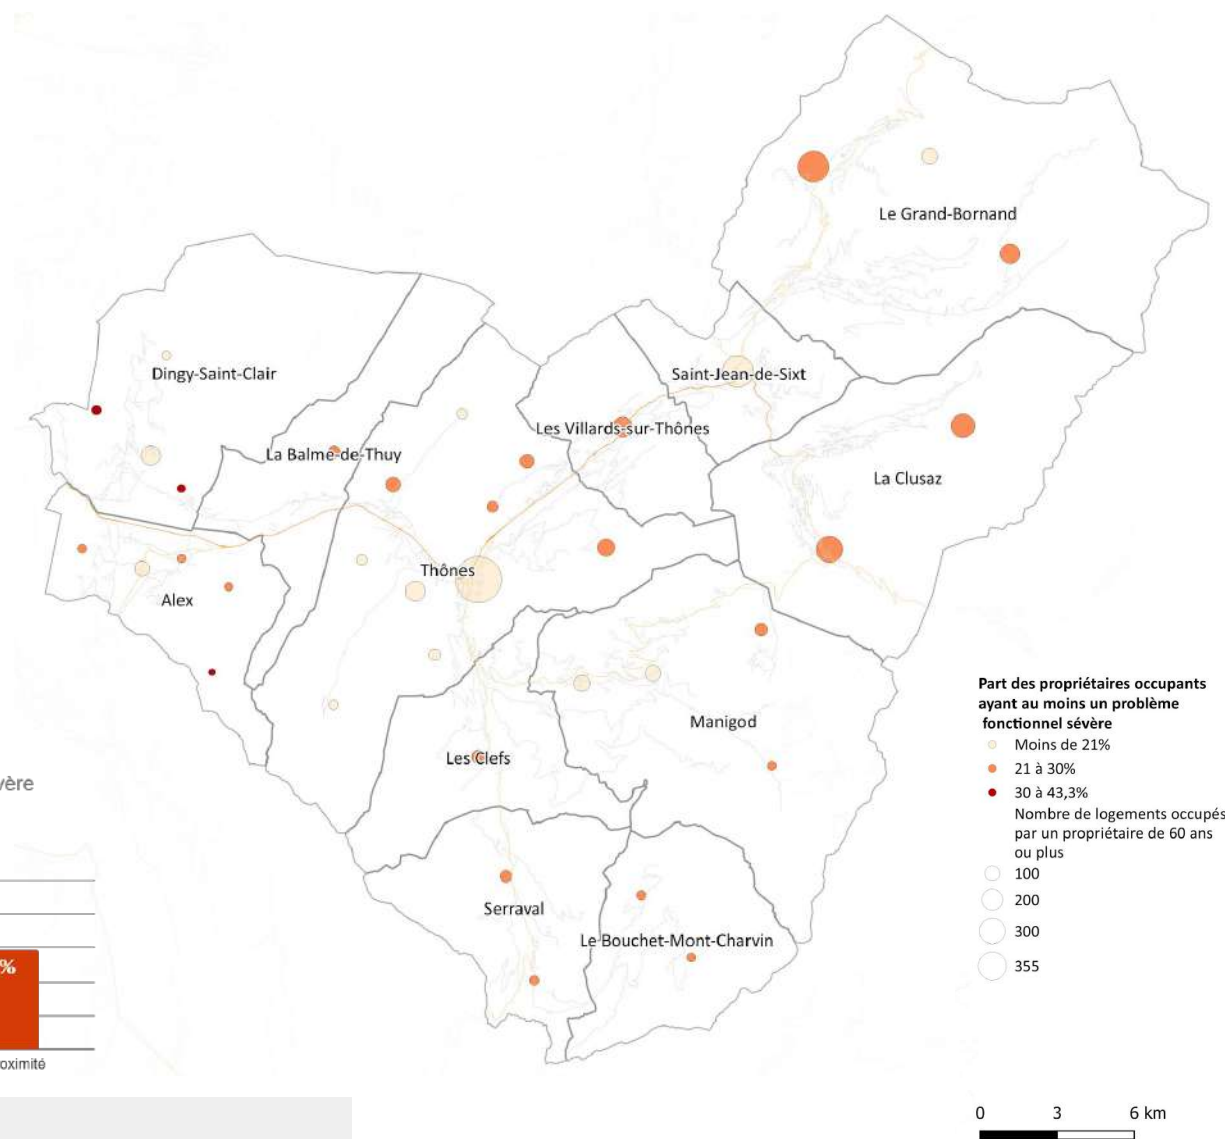 Le Grand-Bornand
Dingy-Saint-Clair
Saint-Jean-de-Sixt
Les Villards-sur-Thônes
La Balme-de-Thuy
La Clusaz
Thônes
Alex
Manigod
Les Clefs
Serraval
Le Bouchet-Mont-Charvin
Part des propriétaires occupants
ayant au moins un problème
fonctionnel sévère
Moins de 21%
21 à 30%
30 à 43,3%
Nombre de logements occupés
par un propriétaire de 60 ans
ou plus
100
200
300
355
vère
%
oximité
0 3 6 km